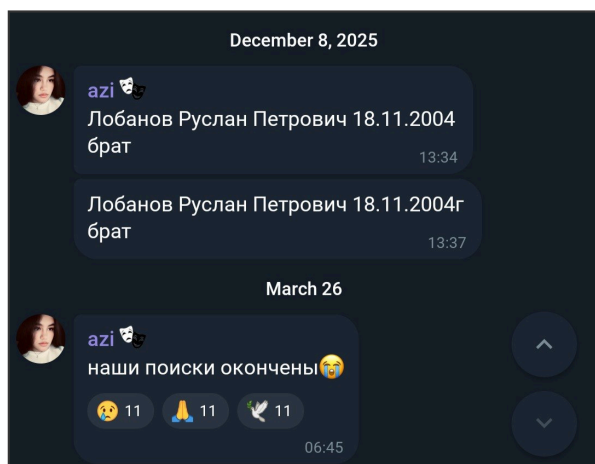 December 8, 2025
azi🎭
Лобанов Руслан Петрович 18.11.2004
брат
13:34
Лобанов Руслан Петрович 18.11.2004г
брат
13:37
March 26
azi🎭
наши поиски окончены😭
😢 11 🙏 11 🕊 11
06:45